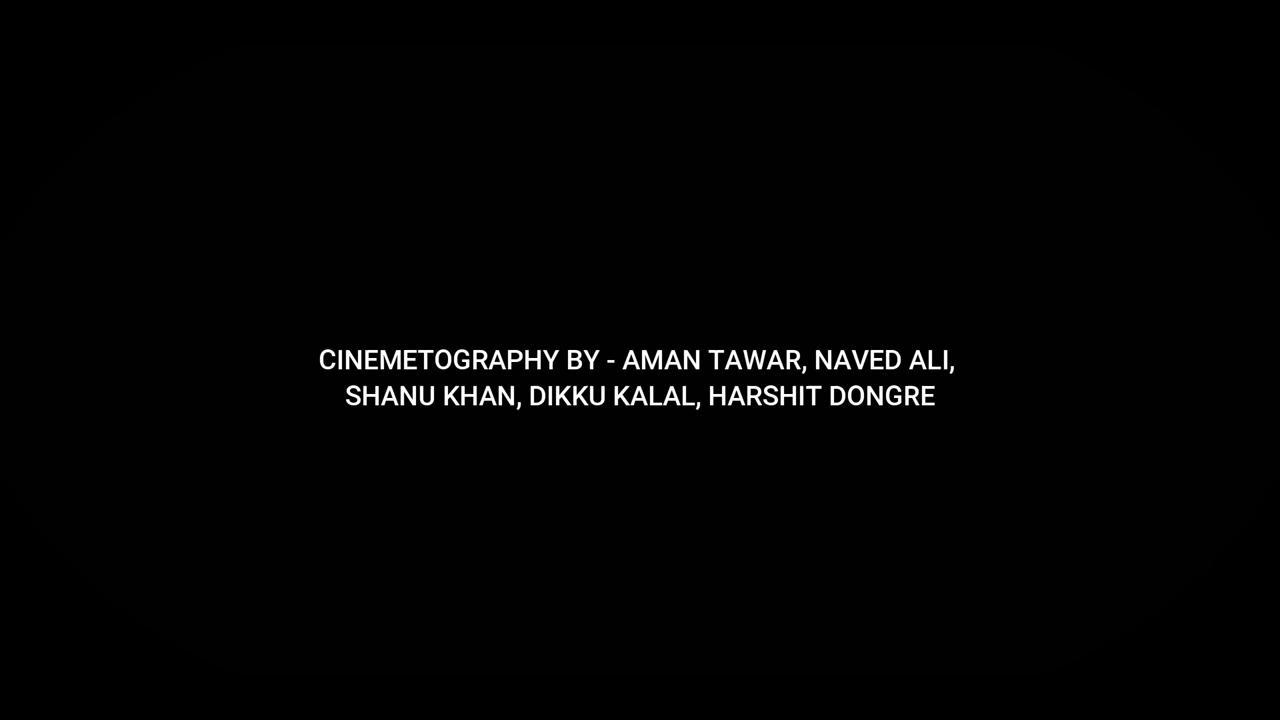 CINEMETOGRAPHY BY - AMAN TAWAR, NAVED ALI,
SHANU KHAN, DIKKU KALAL, HARSHIT DONGRE